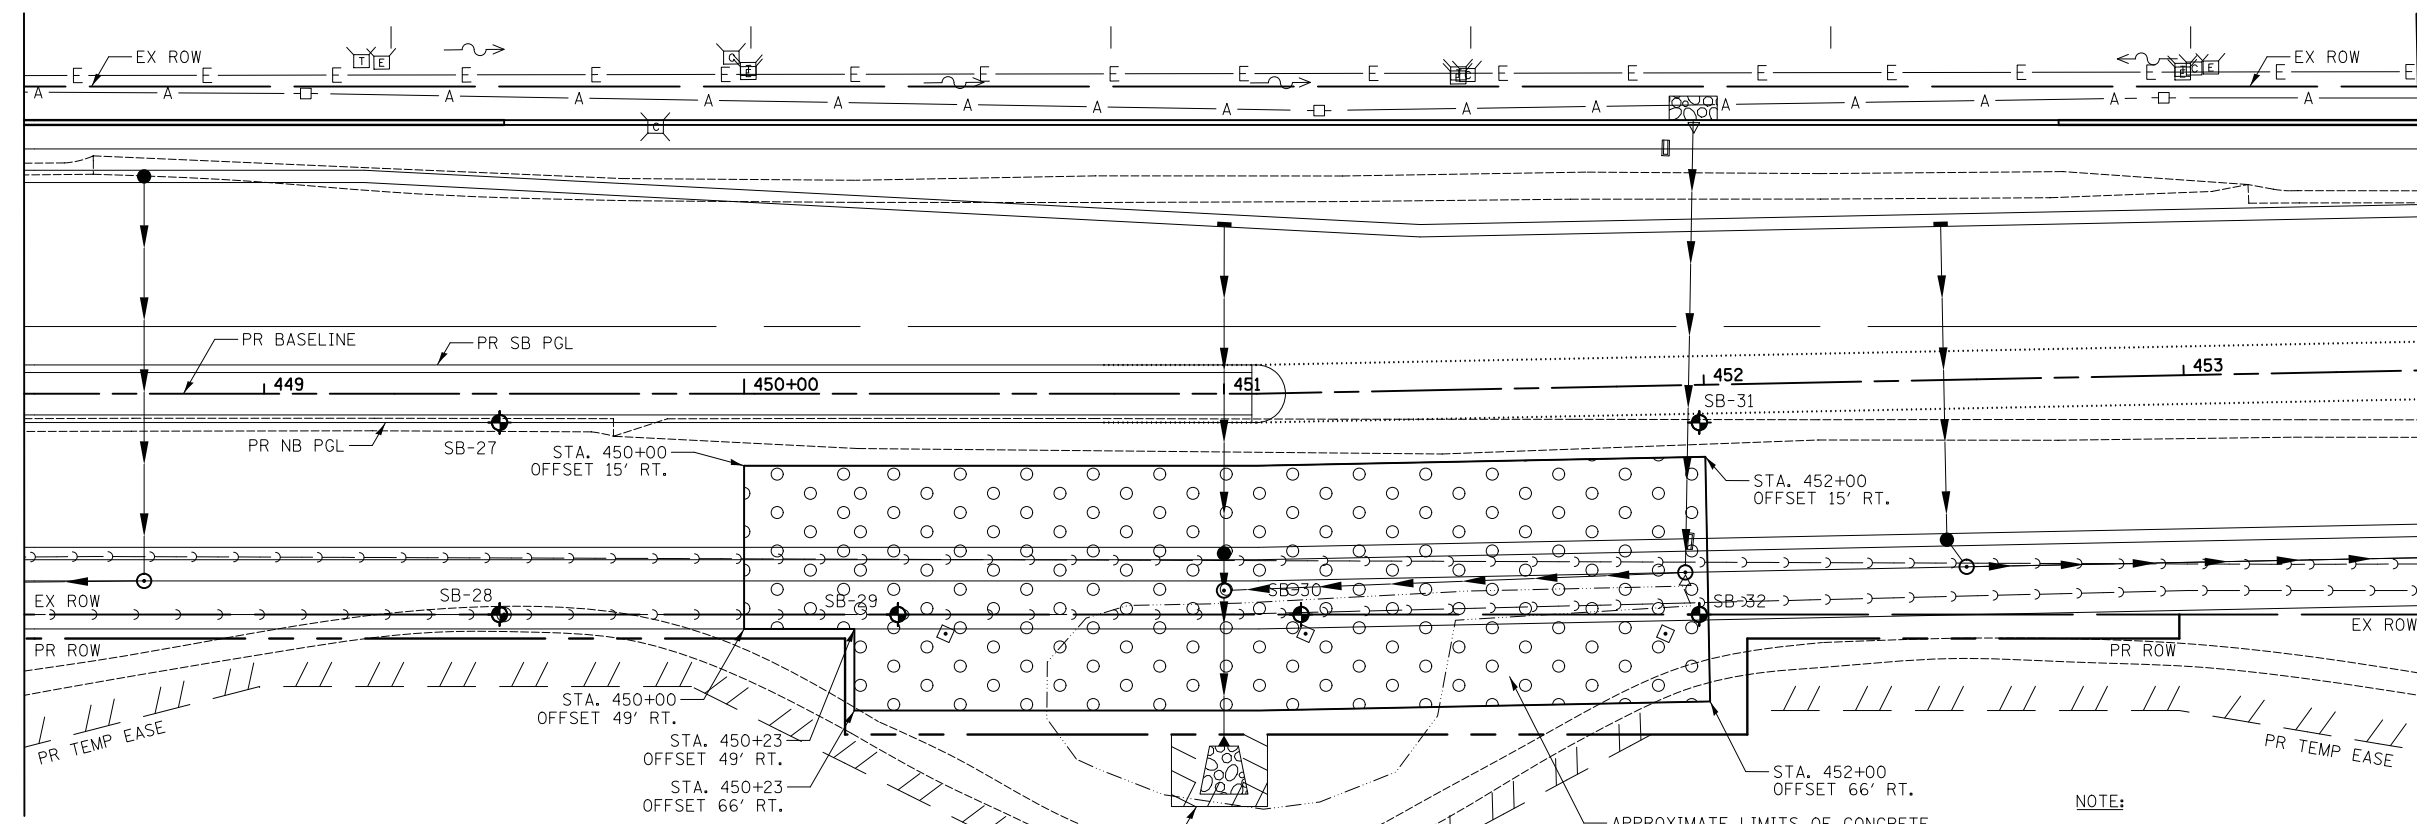 EX ROW
EX ROW
T E
C
E E E E E E E E E E E E E E E E E E E
A A A A A A A A A A A A A A A A
C
PR BASELINE
PR SB PGL
449
450+00
451
452
453
SB-31
PR NB PGL
SB-27
STA. 450+00
OFFSET 15' RT.
STA. 452+00
OFFSET 15' RT.
SB-28
SB-29
SB-30
SB-32
EX ROW
EX ROW
PR ROW
PR ROW
STA. 450+00
OFFSET 49' RT.
STA. 450+23
OFFSET 49' RT.
STA. 450+23
OFFSET 66' RT.
PR TEMP EASE
PR TEMP EASE
STA. 452+00
OFFSET 66' RT.
NOTE:
APPROXIMATE LIMITS OF CONCRETE